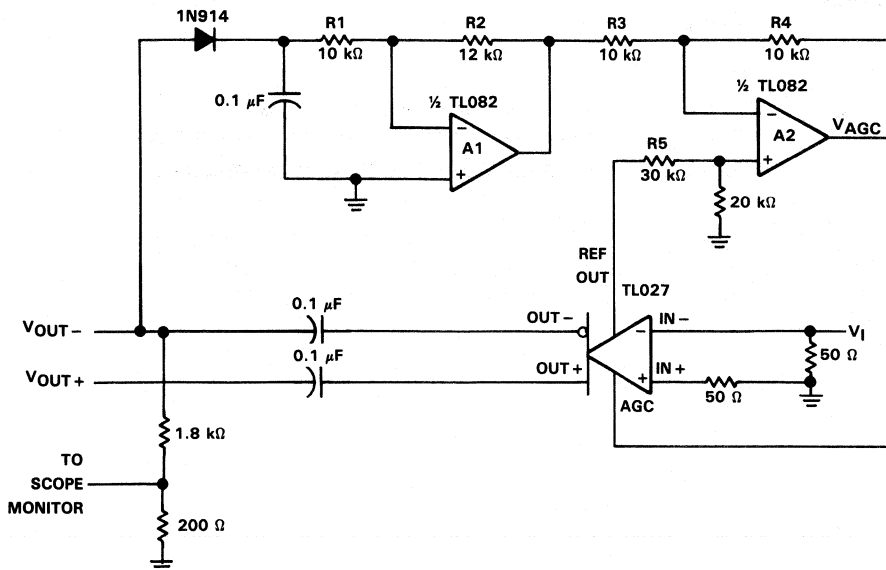 1N914
R1
10 kΩ
R2
12 kΩ
R3
10 kΩ
R4
10 kΩ
0.1 μF
½ TL082
½ TL082
A1
−
+
A2
−
+
VAGC
R5
30 kΩ
20 kΩ
REF
OUT
TL027
0.1 μF
VOUT−
OUT−
−
IN−
VI
50 Ω
0.1 μF
VOUT+
OUT+
+
IN+
50 Ω
AGC
1.8 kΩ
TO
SCOPE
MONITOR
200 Ω